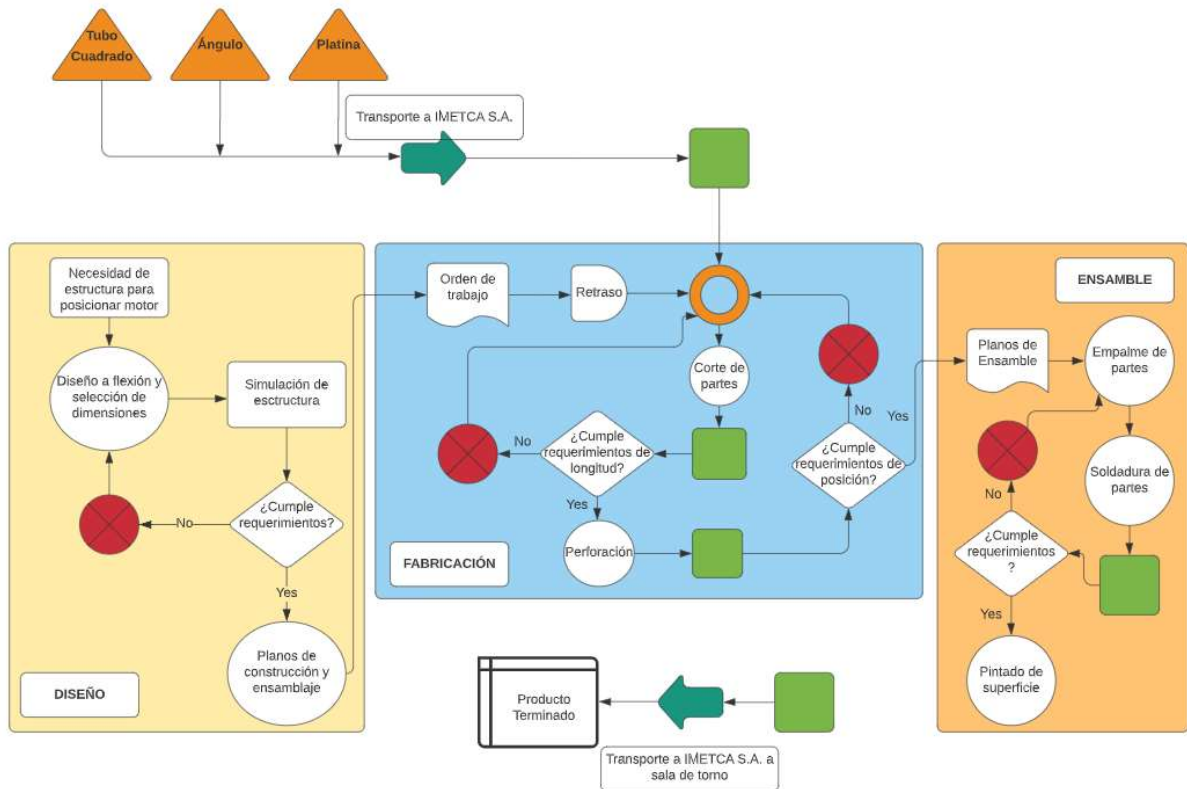 Tubo
Cuadrado
Ángulo
Platina
Transporte a IMETCA S.A.
Necesidad de
estructura para
posicionar motor
Diseño a flexión y
selección de
dimensiones
Simulación de
esctructura
¿Cumple
requerimientos?
No
Yes
Planos de
construcción y
ensamblaje
DISEÑO
Orden de
trabajo
Retraso
Corte de
partes
¿Cumple
requerimientos de
longitud?
No
Yes
Perforación
¿Cumple
requerimientos de
posición?
No
Yes
FABRICACIÓN
ENSAMBLE
Planos de
Ensamble
Empalme de
partes
Soldadura de
partes
¿Cumple
requerimientos
?
No
Yes
Pintado de
superficie
Producto
Terminado
Transporte a IMETCA S.A. a
sala de torno